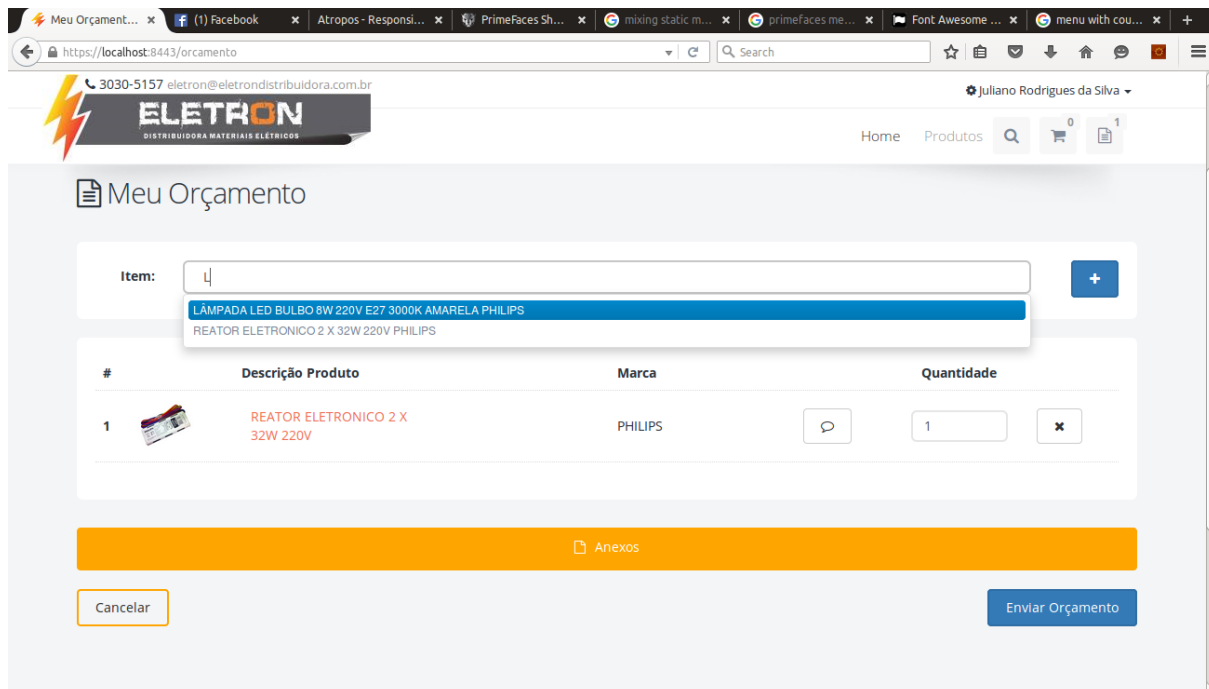 Meu Orçament...
(1) Facebook
Atropos - Responsi...
PrimeFaces Sh...
mixing static m...
primefaces me...
Font Awesome ...
menu with cou...
https://localhost:8443/orcamento
Search
3030-5157 eletron@eletrondistribuidora.com.br
Juliano Rodrigues da Silva
ELETRON
DISTRIBUIDORA MATERIAIS ELÉTRICOS
Home
Produtos
0
1
Meu Orçamento
Item:
L
+
LÂMPADA LED BULBO 8W 220V E27 3000K AMARELA PHILIPS
REATOR ELETRONICO 2 X 32W 220V PHILIPS
# Descrição Produto Marca Quantidade
1 REATOR ELETRONICO 2 X
32W 220V
PHILIPS
1
Anexos
Cancelar
Enviar Orçamento